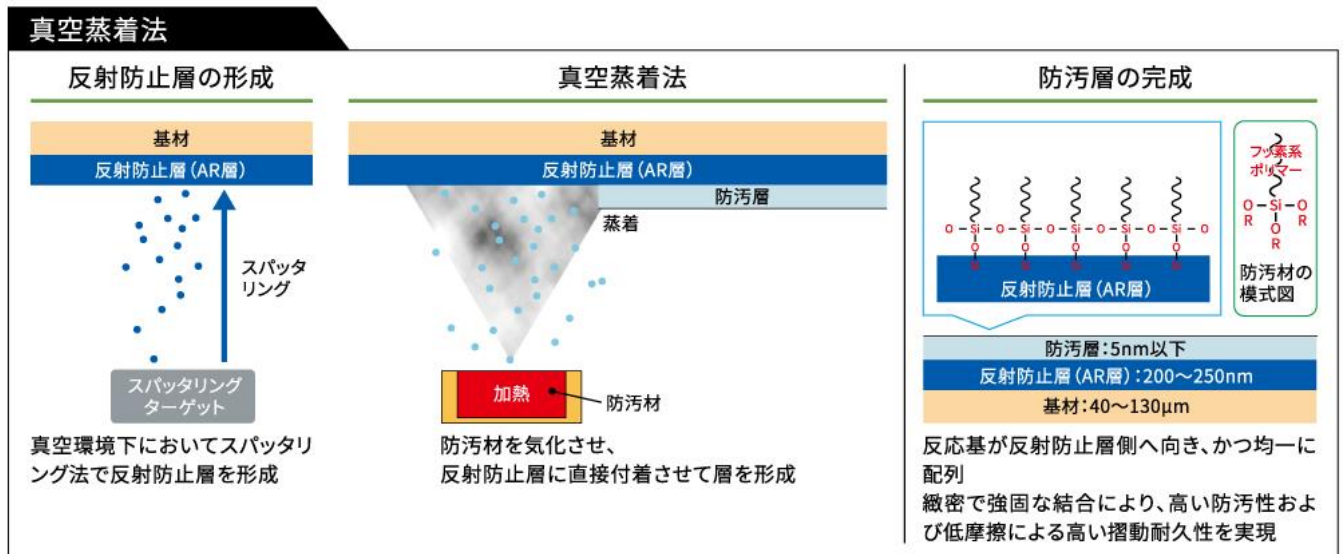 真空蒸着法
反射防止層の形成
基材
反射防止層(AR層)
スパッタ
リング
スパッタリング
ターゲット
真空環境下においてスパッタリ
ング法で反射防止層を形成
真空蒸着法
基材
反射防止層(AR層)
防汚層
蒸着
加熱
防汚材
防汚材を気化させ、
反射防止層に直接付着させて層を形成
防汚層の完成
O-Si-O-Si-O-Si-O-Si-O-Si-O
O O O O O
反射防止層(AR層)
フッ素系
ポリマー
O-Si-O
R O R
R
防汚材の
模式図
防汚層:5nm以下
反射防止層(AR層):200~250nm
基材:40~130μm
反応基が反射防止層側へ向き、かつ均一に
配列
緻密で強固な結合により、高い防汚性およ
び低摩擦による高い摺動耐久性を実現